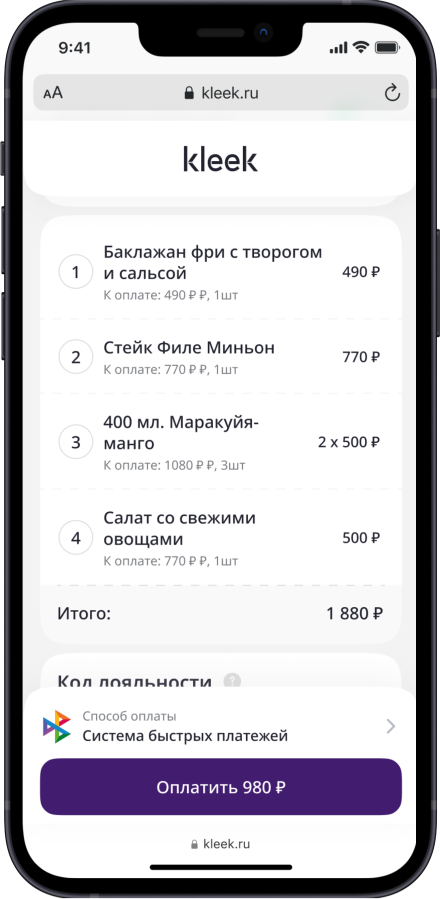 9:41
AA
kleek.ru
kleek
Баклажан фри с творогом
и сальсой
490 ₽
К оплате: 490 ₽ ₽, 1шт
1
Стейк Филе Миньон
770 ₽
К оплате: 770 ₽ ₽, 1шт
2
400 мл. Маракуйя-
манго
2 x 500 ₽
К оплате: 1080 ₽ ₽, 3шт
3
Салат со свежими
овощами
500 ₽
К оплате: 770 ₽ ₽, 1шт
4
Итого: 1 880 ₽
Код лояльности ?
Способ оплаты
Система быстрых платежей
Оплатить 980 ₽
kleek.ru